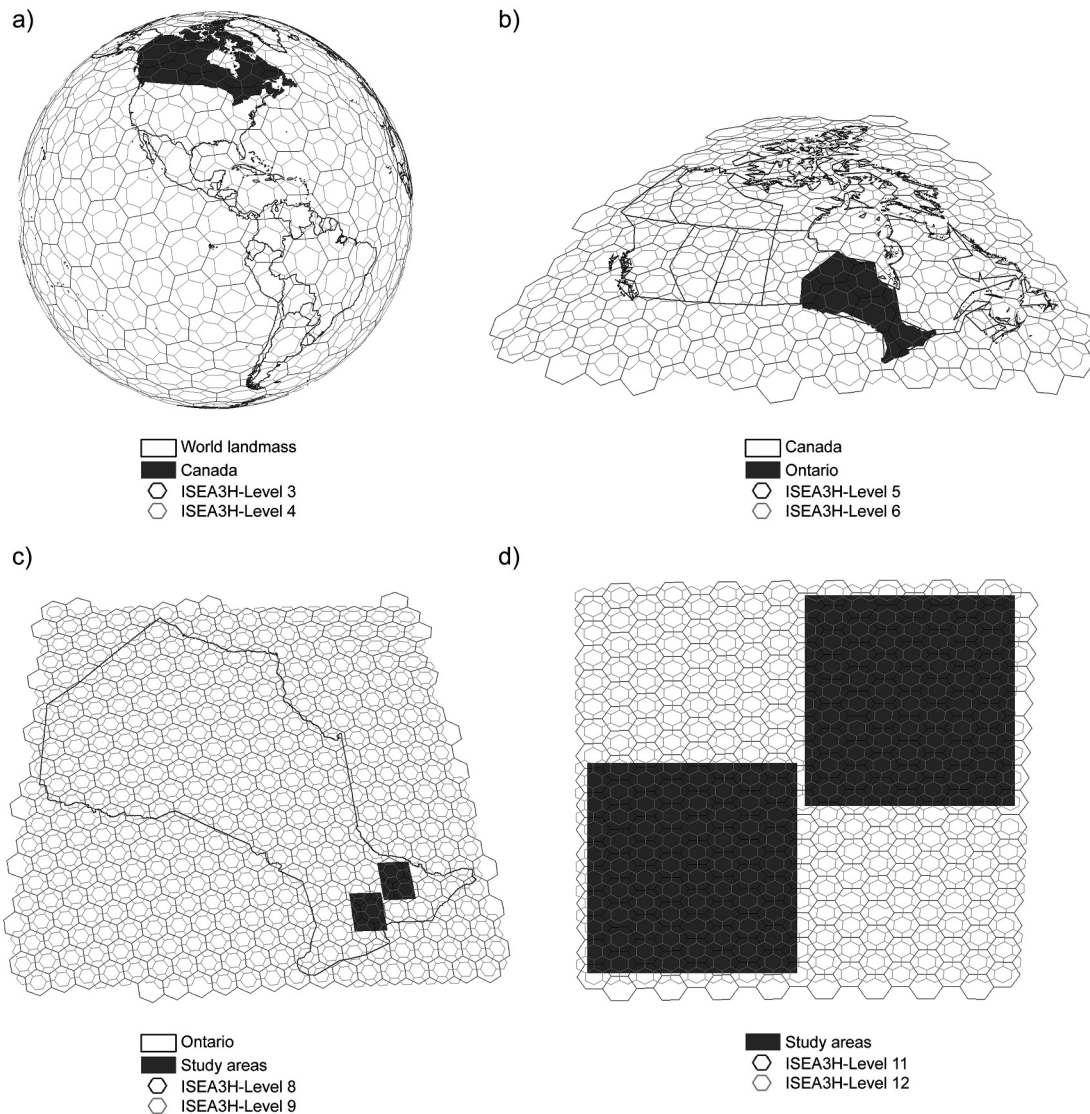 a)
b)
World landmass
Canada
ISEA3H-Level 3
ISEA3H-Level 4
Canada
Ontario
ISEA3H-Level 5
ISEA3H-Level 6
c)
d)
Ontario
Study areas
ISEA3H-Level 8
ISEA3H-Level 9
Study areas
ISEA3H-Level 11
ISEA3H-Level 12